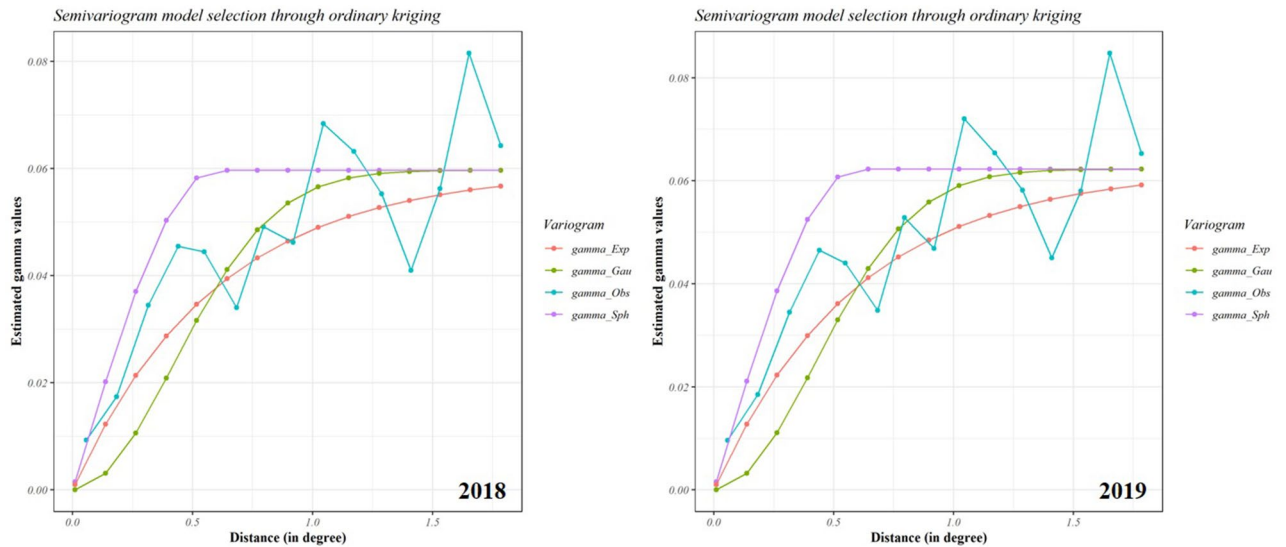 Semivariogram model selection through ordinary kriging
0.08
0.06
0.04
0.02
0.00
Estimated gamma values
0.0 0.5 1.0 1.5
Distance (in degree)
2018
Variogram
gamma_Exp
gamma_Gau
gamma_Obs
gamma_Sph
Semivariogram model selection through ordinary kriging
0.08
0.06
0.04
0.02
0.00
Estimated gamma values
0.0 0.5 1.0 1.5
Distance (in degree)
2019
Variogram
gamma_Exp
gamma_Gau
gamma_Obs
gamma_Sph